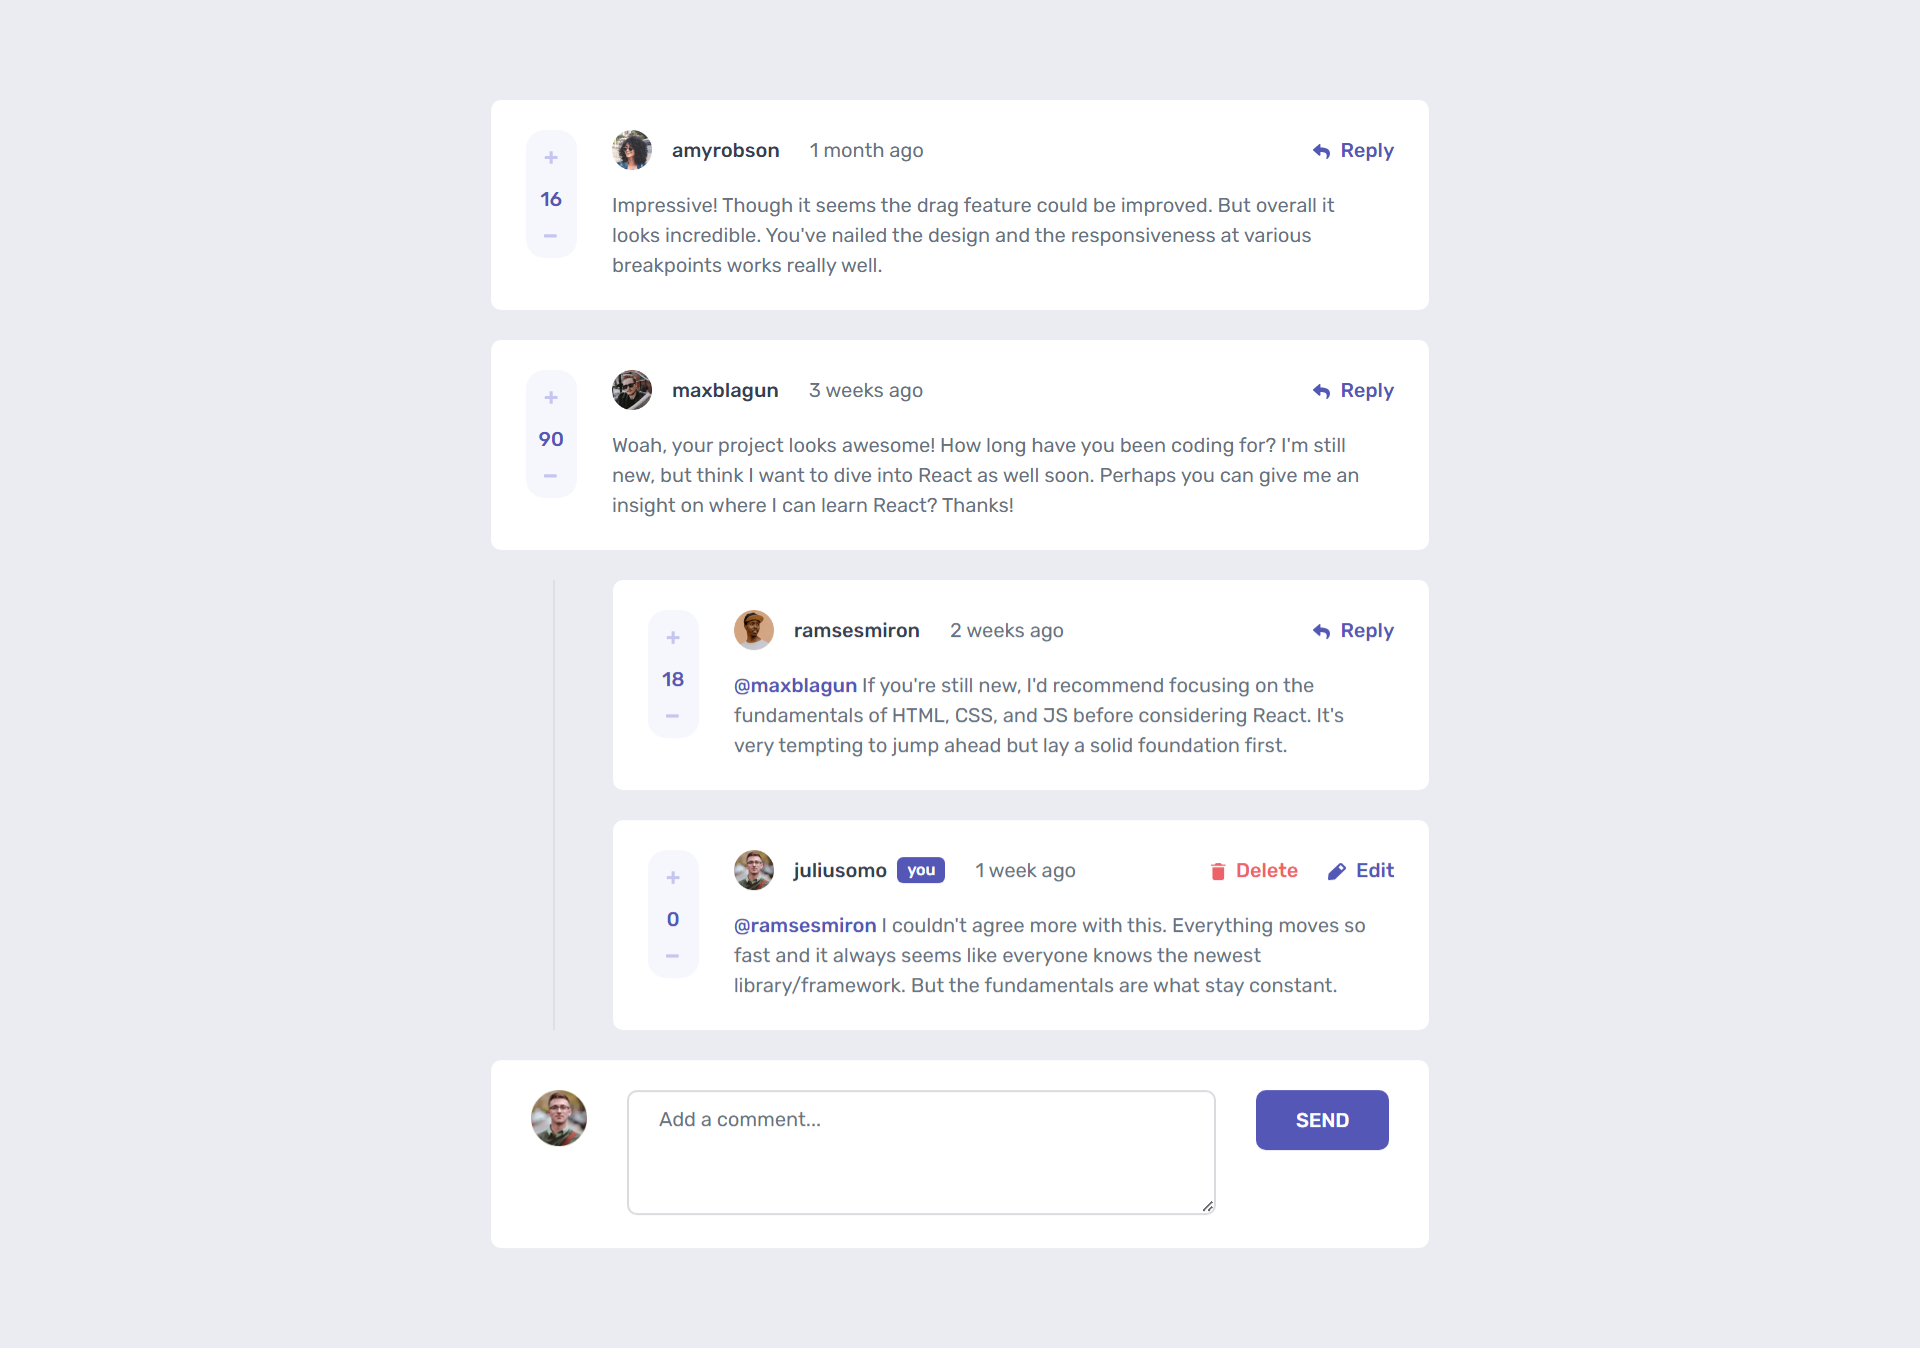 amyrobson 1 month ago Reply
+
16
−
Impressive! Though it seems the drag feature could be improved. But overall it
looks incredible. You've nailed the design and the responsiveness at various
breakpoints works really well.
maxblagun 3 weeks ago Reply
+
90
−
Woah, your project looks awesome! How long have you been coding for? I'm still
new, but think I want to dive into React as well soon. Perhaps you can give me an
insight on where I can learn React? Thanks!
ramsesmiron 2 weeks ago Reply
+
18
−
@maxblagun If you're still new, I'd recommend focusing on the
fundamentals of HTML, CSS, and JS before considering React. It's
very tempting to jump ahead but lay a solid foundation first.
juliusomo you 1 week ago Delete Edit
+
0
−
@ramsesmiron I couldn't agree more with this. Everything moves so
fast and it always seems like everyone knows the newest
library/framework. But the fundamentals are what stay constant.
Add a comment...
SEND